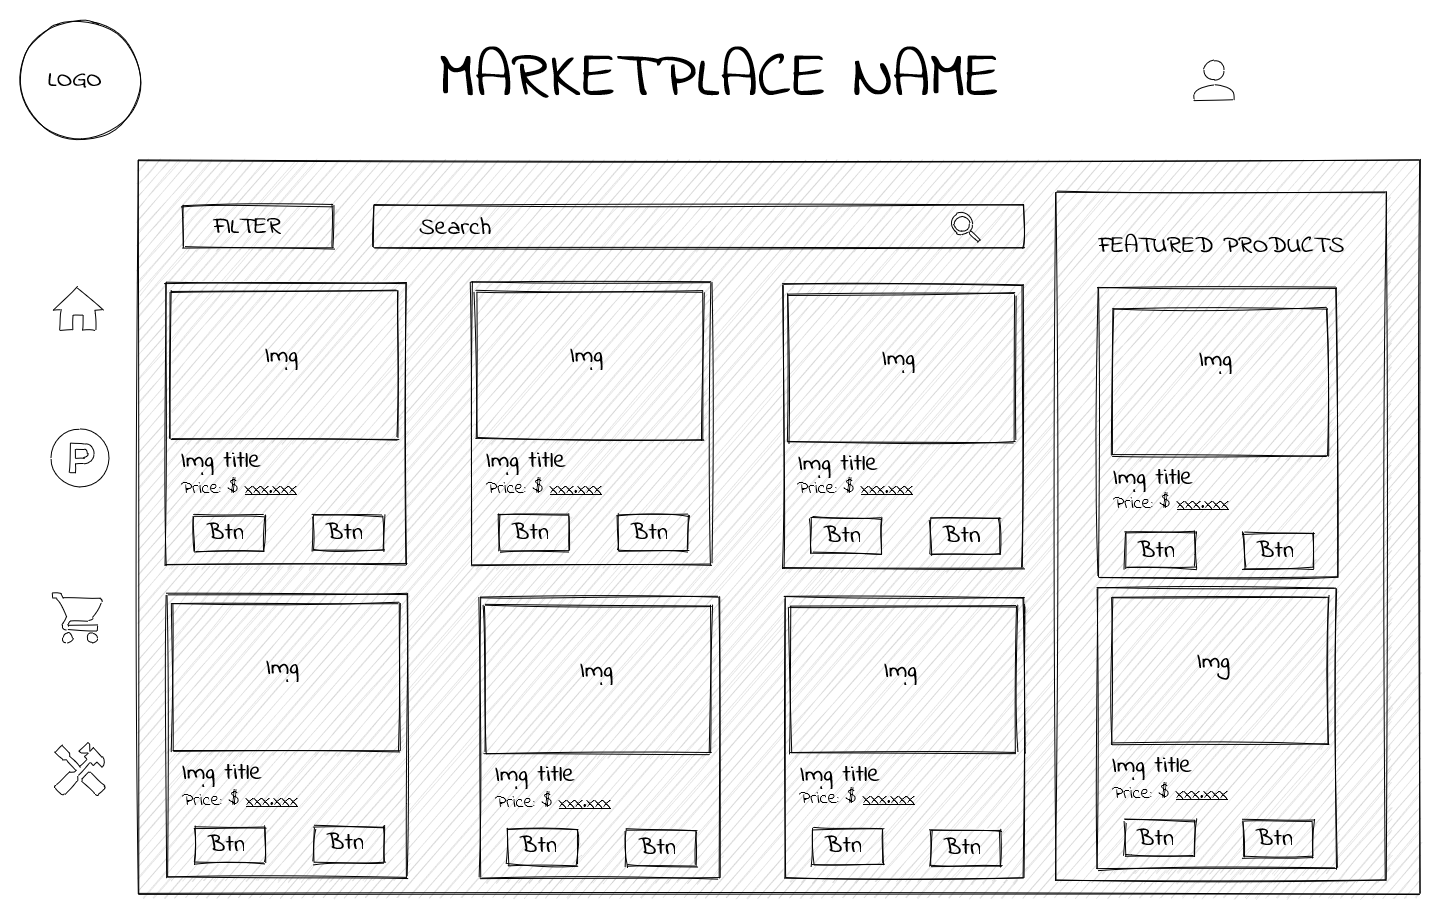 LOGO
MARKETPLACE NAME
FILTER
Search
FEATURED PRODUCTS
Img
Img title
Price: $ xxx.xxx
Btn Btn
Img
Img title
Price: $ xxx.xxx
Btn Btn
Img
Img title
Price: $ xxx.xxx
Btn Btn
Img
Img title
Price: $ xxx.xxx
Btn Btn
P
Img
Img title
Price: $ xxx.xxx
Btn Btn
Img
Img title
Price: $ xxx.xxx
Btn Btn
Img
Img title
Price: $ xxx.xxx
Btn Btn
Img
Img title
Price: $ xxx.xxx
Btn Btn